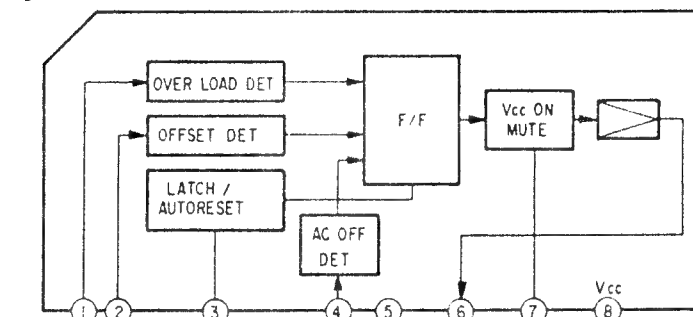 OVER LOAD DET
OFFSET DET
LATCH /
AUTORESET
AC OFF
DET
F/F
Vcc ON
MUTE
Vcc
1 2 3 4 5 6 7 8